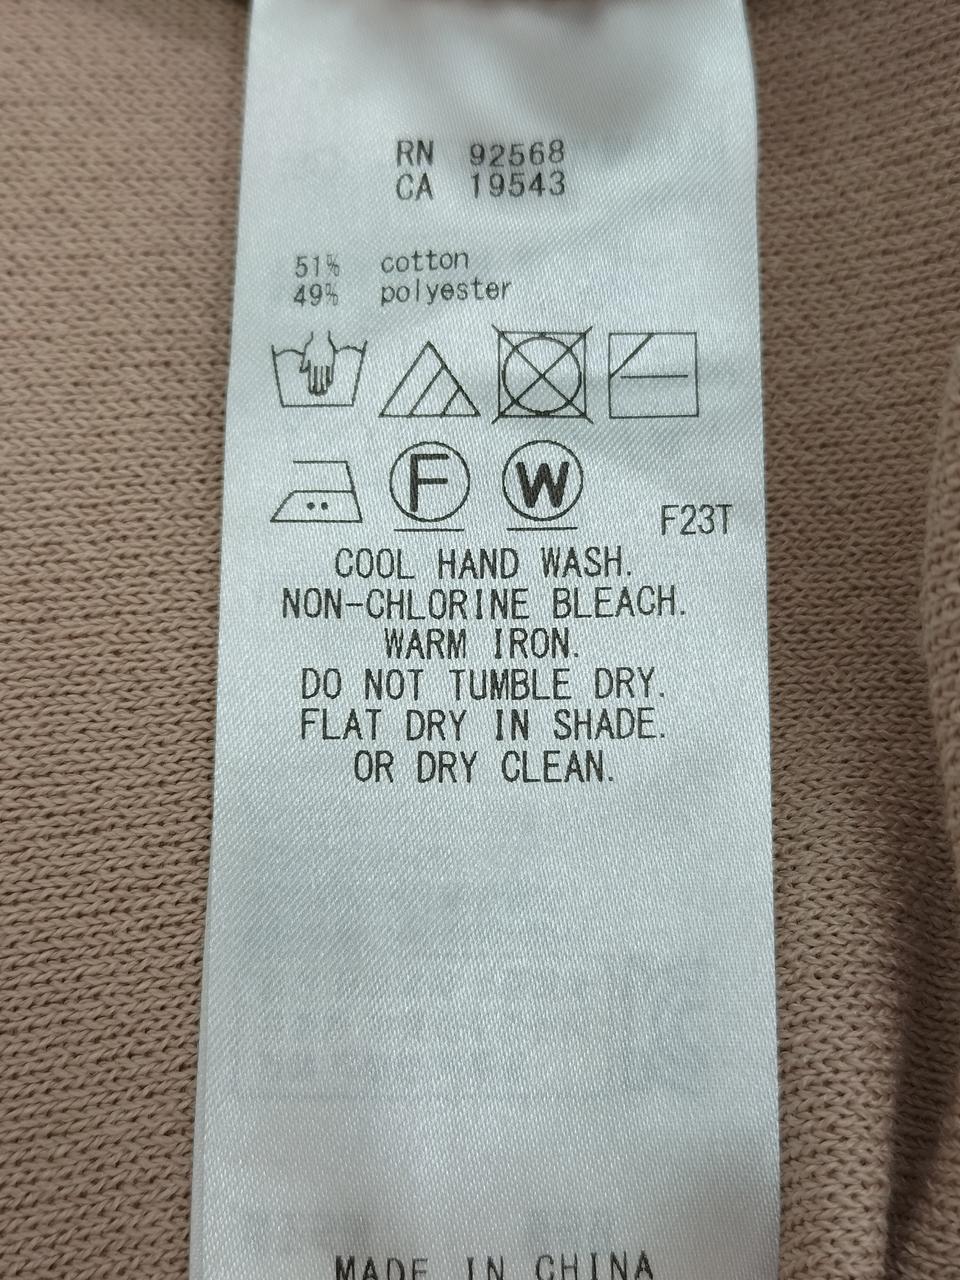 RN 92568
CA 19543
51% cotton
49% polyester
F W
F23T
COOL HAND WASH.
NON-CHLORINE BLEACH.
WARM IRON.
DO NOT TUMBLE DRY.
FLAT DRY IN SHADE.
OR DRY CLEAN.
MADE IN CHINA